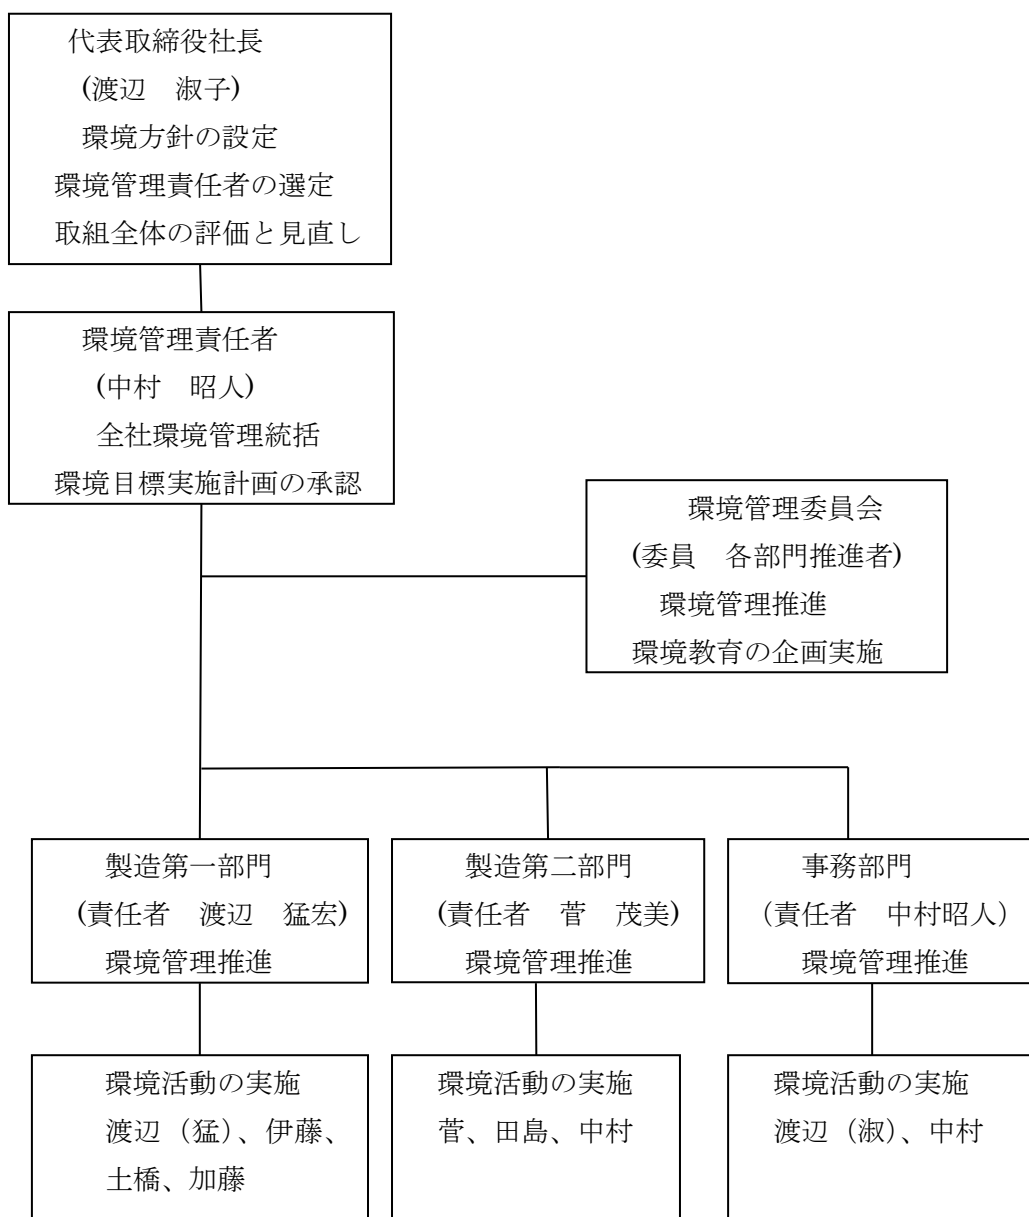 代表取締役社長
(渡辺　淑子)
環境方針の設定
環境管理責任者の選定
取組全体の評価と見直し
環境管理責任者
(中村　昭人)
全社環境管理統括
環境目標実施計画の承認
環境管理委員会
(委員　各部門推進者)
環境管理推進
環境教育の企画実施
製造第一部門
(責任者　渡辺　猛宏)
環境管理推進
製造第二部門
(責任者　菅　茂美)
環境管理推進
事務部門
（責任者　中村昭人）
環境管理推進
環境活動の実施
渡辺（猛）、伊藤、
土橋、加藤
環境活動の実施
菅、田島、中村
環境活動の実施
渡辺（淑）、中村